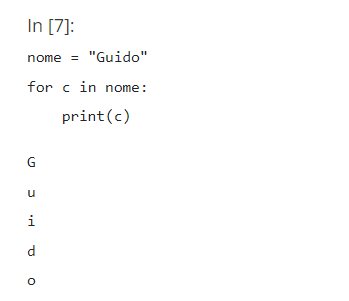 In [7]:
nome = "Guido"
for c in nome:
    print(c)
G
u
i
d
o